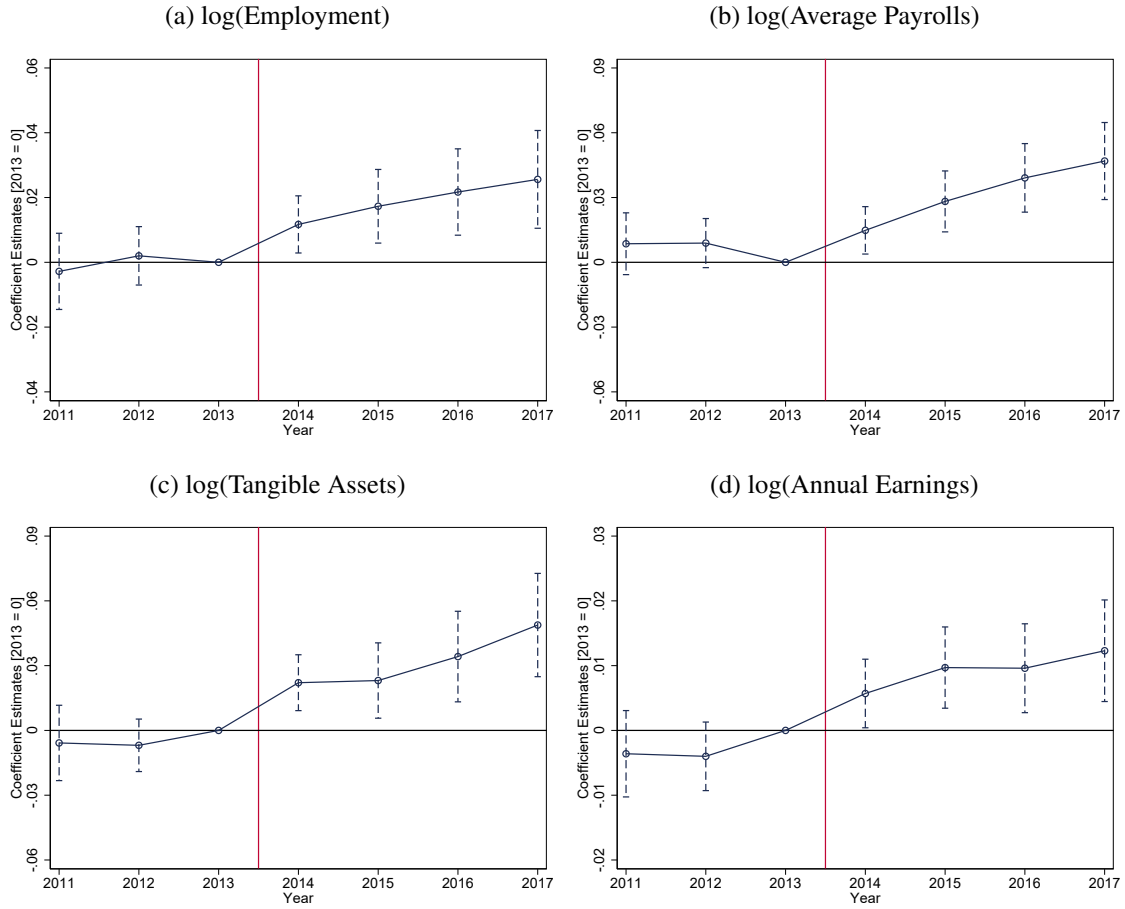 (a) log(Employment)
.06
.04
.02
0
-.02
-.04
Coefficient Estimates [2013 = 0]
2011 2012 2013 2014 2015 2016 2017
Year
(b) log(Average Payrolls)
.09
.06
.03
0
-.03
-.06
Coefficient Estimates [2013 = 0]
2011 2012 2013 2014 2015 2016 2017
Year
(c) log(Tangible Assets)
.09
.06
.03
0
-.03
-.06
Coefficient Estimates [2013 = 0]
2011 2012 2013 2014 2015 2016 2017
Year
(d) log(Annual Earnings)
.03
.02
.01
0
-.01
-.02
Coefficient Estimates [2013 = 0]
2011 2012 2013 2014 2015 2016 2017
Year